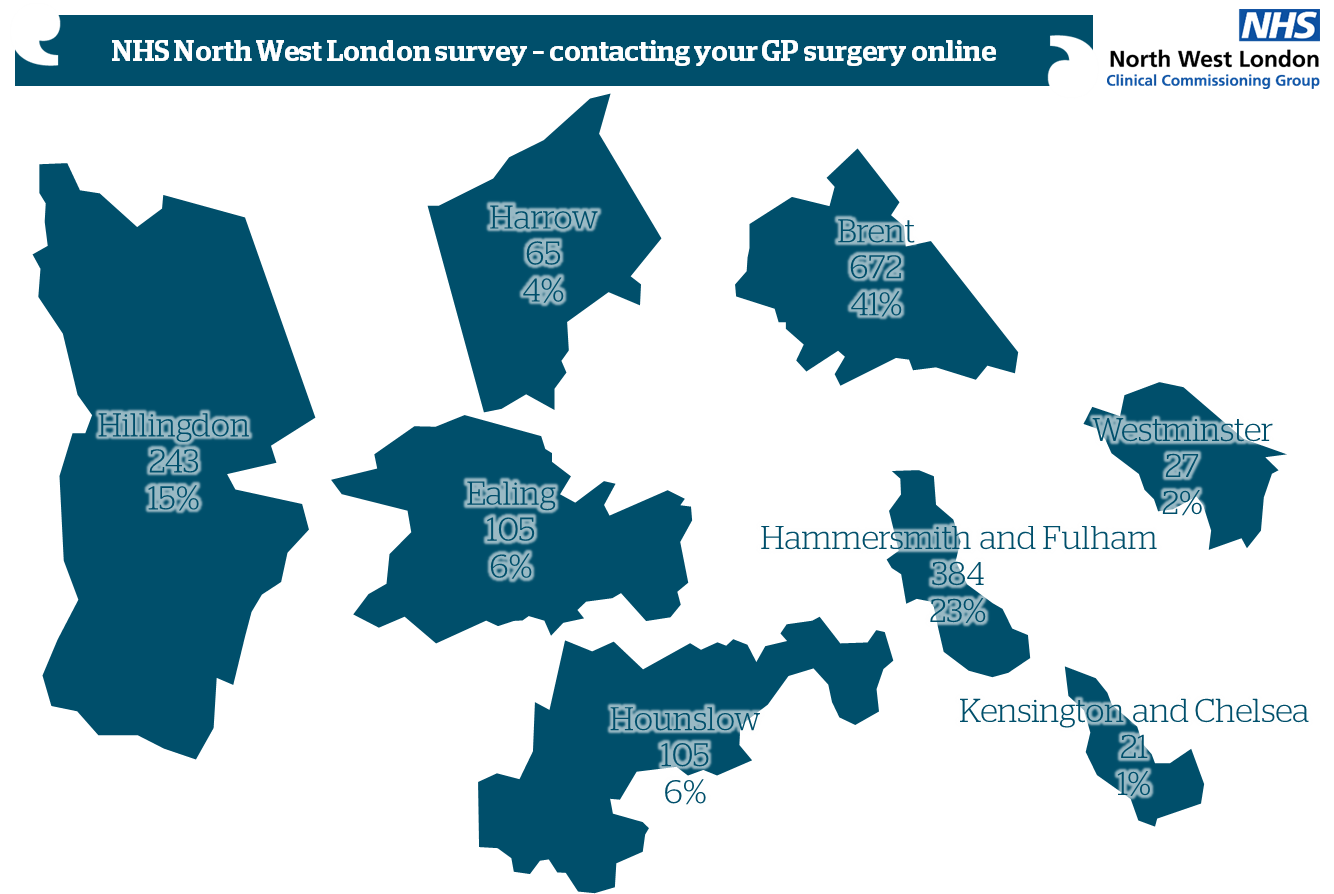 NHS North West London survey – contacting your GP surgery online
NHS
North West London
Clinical Commissioning Group
Harrow
65
4%
Brent
672
41%
Hillingdon
243
15%
Westminster
27
2%
Ealing
105
6%
Hammersmith and Fulham
384
23%
Hounslow
105
6%
Kensington and Chelsea
21
1%